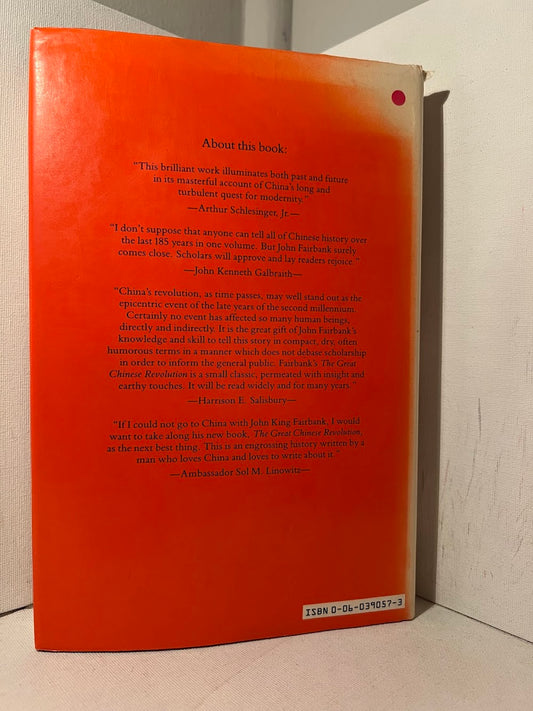 About this book:
"This brilliant work illuminates both past and future
in its masterful account of China's long and
turbulent quest for modernity."
—Arthur Schlesinger, Jr.—
"I don't suppose that anyone can tell all of Chinese history over
the last 185 years in one volume. But John Fairbank surely
comes close. Scholars will approve and lay readers rejoice."
—John Kenneth Galbraith—
"China's revolution, as time passes, may well stand out as the
epicentric event of the late years of the second millennium
Certainly no event has affected so many human beings,
directly and indirectly. It is the great gift of John Fairbank's
knowledge and skill to tell this story in compact, dry, often
humorous terms in a manner which does not debase scholarship
in order to inform the general public. Fairbank's The Great
Chinese Revolution is a small classic, permeated with insight and
earthy touches. It will be read widely and for many years."
—Harrison E. Salisbury—
"If I could not go to China with John King Fairbank, I would
want to take along his new book, The Great Chinese Revolution,
as the next best thing. This is an engrossing history written by a
man who loves China and loves to write about it."
—Ambassador Sol M. Linowitz—
ISBN 0-06-039057-3